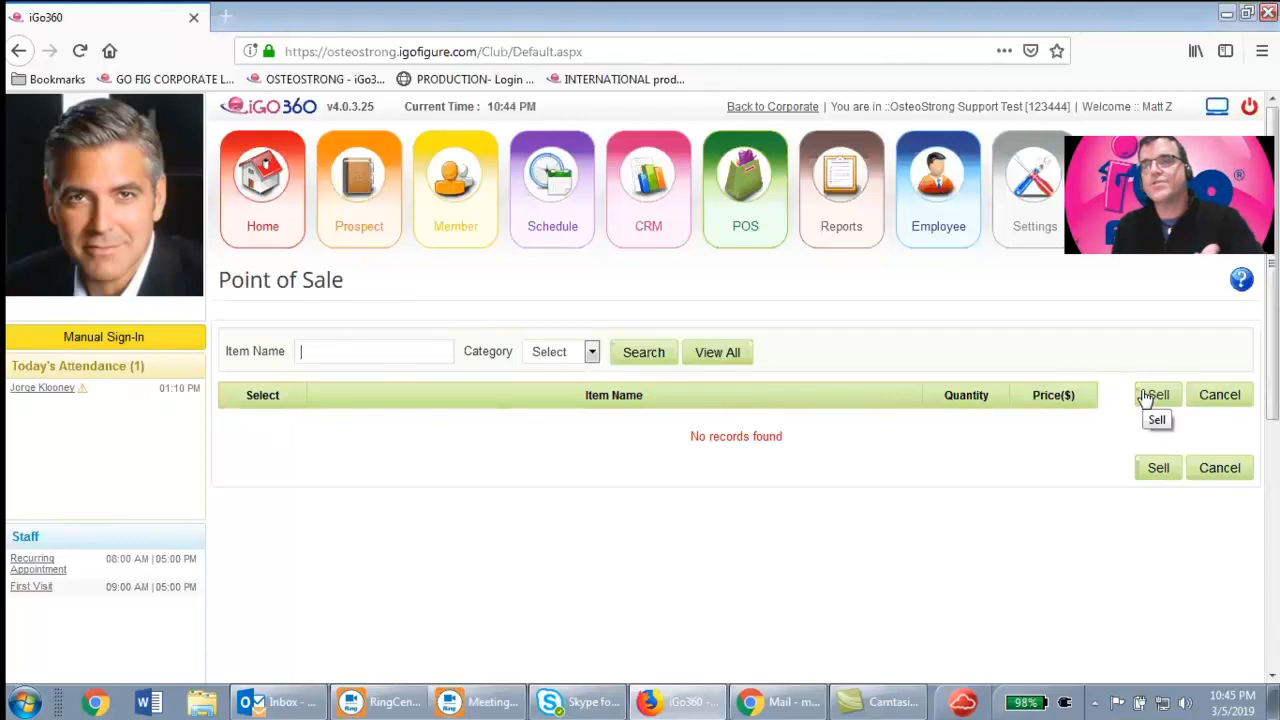 iGo360
https://osteostrong.igofigure.com/Club/Default.aspx
Bookmarks GO FIG CORPORATE L... OSTEOSTRONG - iGo3... PRODUCTION- Login ... INTERNATIONAL prod...
iGO360 v4.0.3.25 Current Time : 10:44 PM Back to Corporate | You are in ::OsteoStrong Support Test [123444] | Welcome :: Matt Z
Home Prospect Member Schedule CRM POS Reports Employee Settings
Point of Sale
Manual Sign-In
Today's Attendance (1)
Jorge Klooney 01:10 PM
Item Name Category Select Search View All
Select Item Name Quantity Price($) Sell Cancel
Sell
No records found
Sell Cancel
Staff
Recurring
Appointment 08:00 AM | 05:00 PM
First Visit 09:00 AM | 05:00 PM
Inbox - ... RingCen... Meeting... Skype fo... iGo360 -... Mail - m... Camtasi... 98% 10:45 PM
3/5/2019